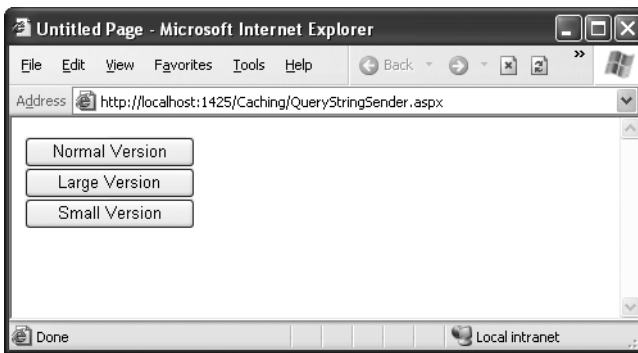 Untitled Page - Microsoft Internet Explorer
File Edit View Favorites Tools Help Back »
Address http://localhost:1425/Caching/QueryStringSender.aspx
Normal Version
Large Version
Small Version
Done Local intranet